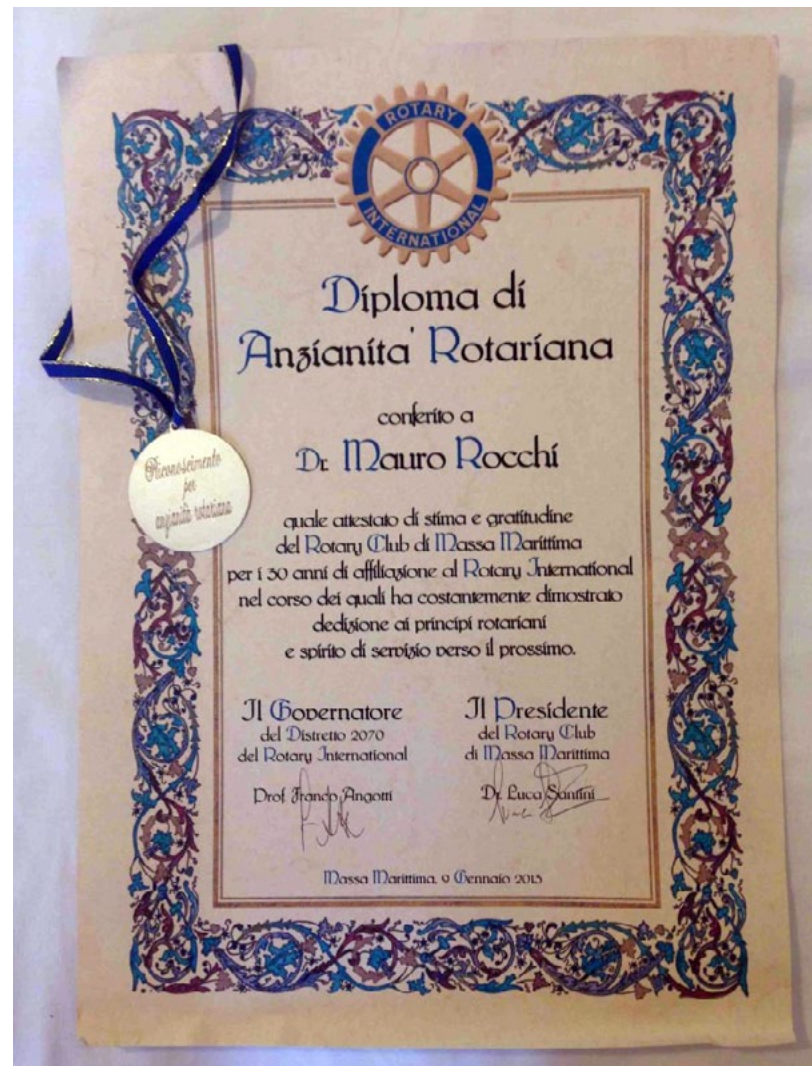 ROTARY
INTERNATIONAL
Diploma di
Anzianita' Rotariana
conferito a
Dr. Mauro Rocchi
Riconoscimento
per
anzianità rotariana
quale attestato di stima e gratitudine
del Rotary Club di Massa Marittima
per i 30 anni di affiliazione al Rotary International
nel corso dei quali ha costantemente dimostrato
dedizione ai principi rotariani
e spirito di servizio verso il prossimo.
Il Governatore
del Distretto 2070
del Rotary International
Prof Franco Angotti
Il Presidente
del Rotary Club
di Massa Marittima
Dr. Luca Santini
Massa Marittima, 9 Gennaio 2013